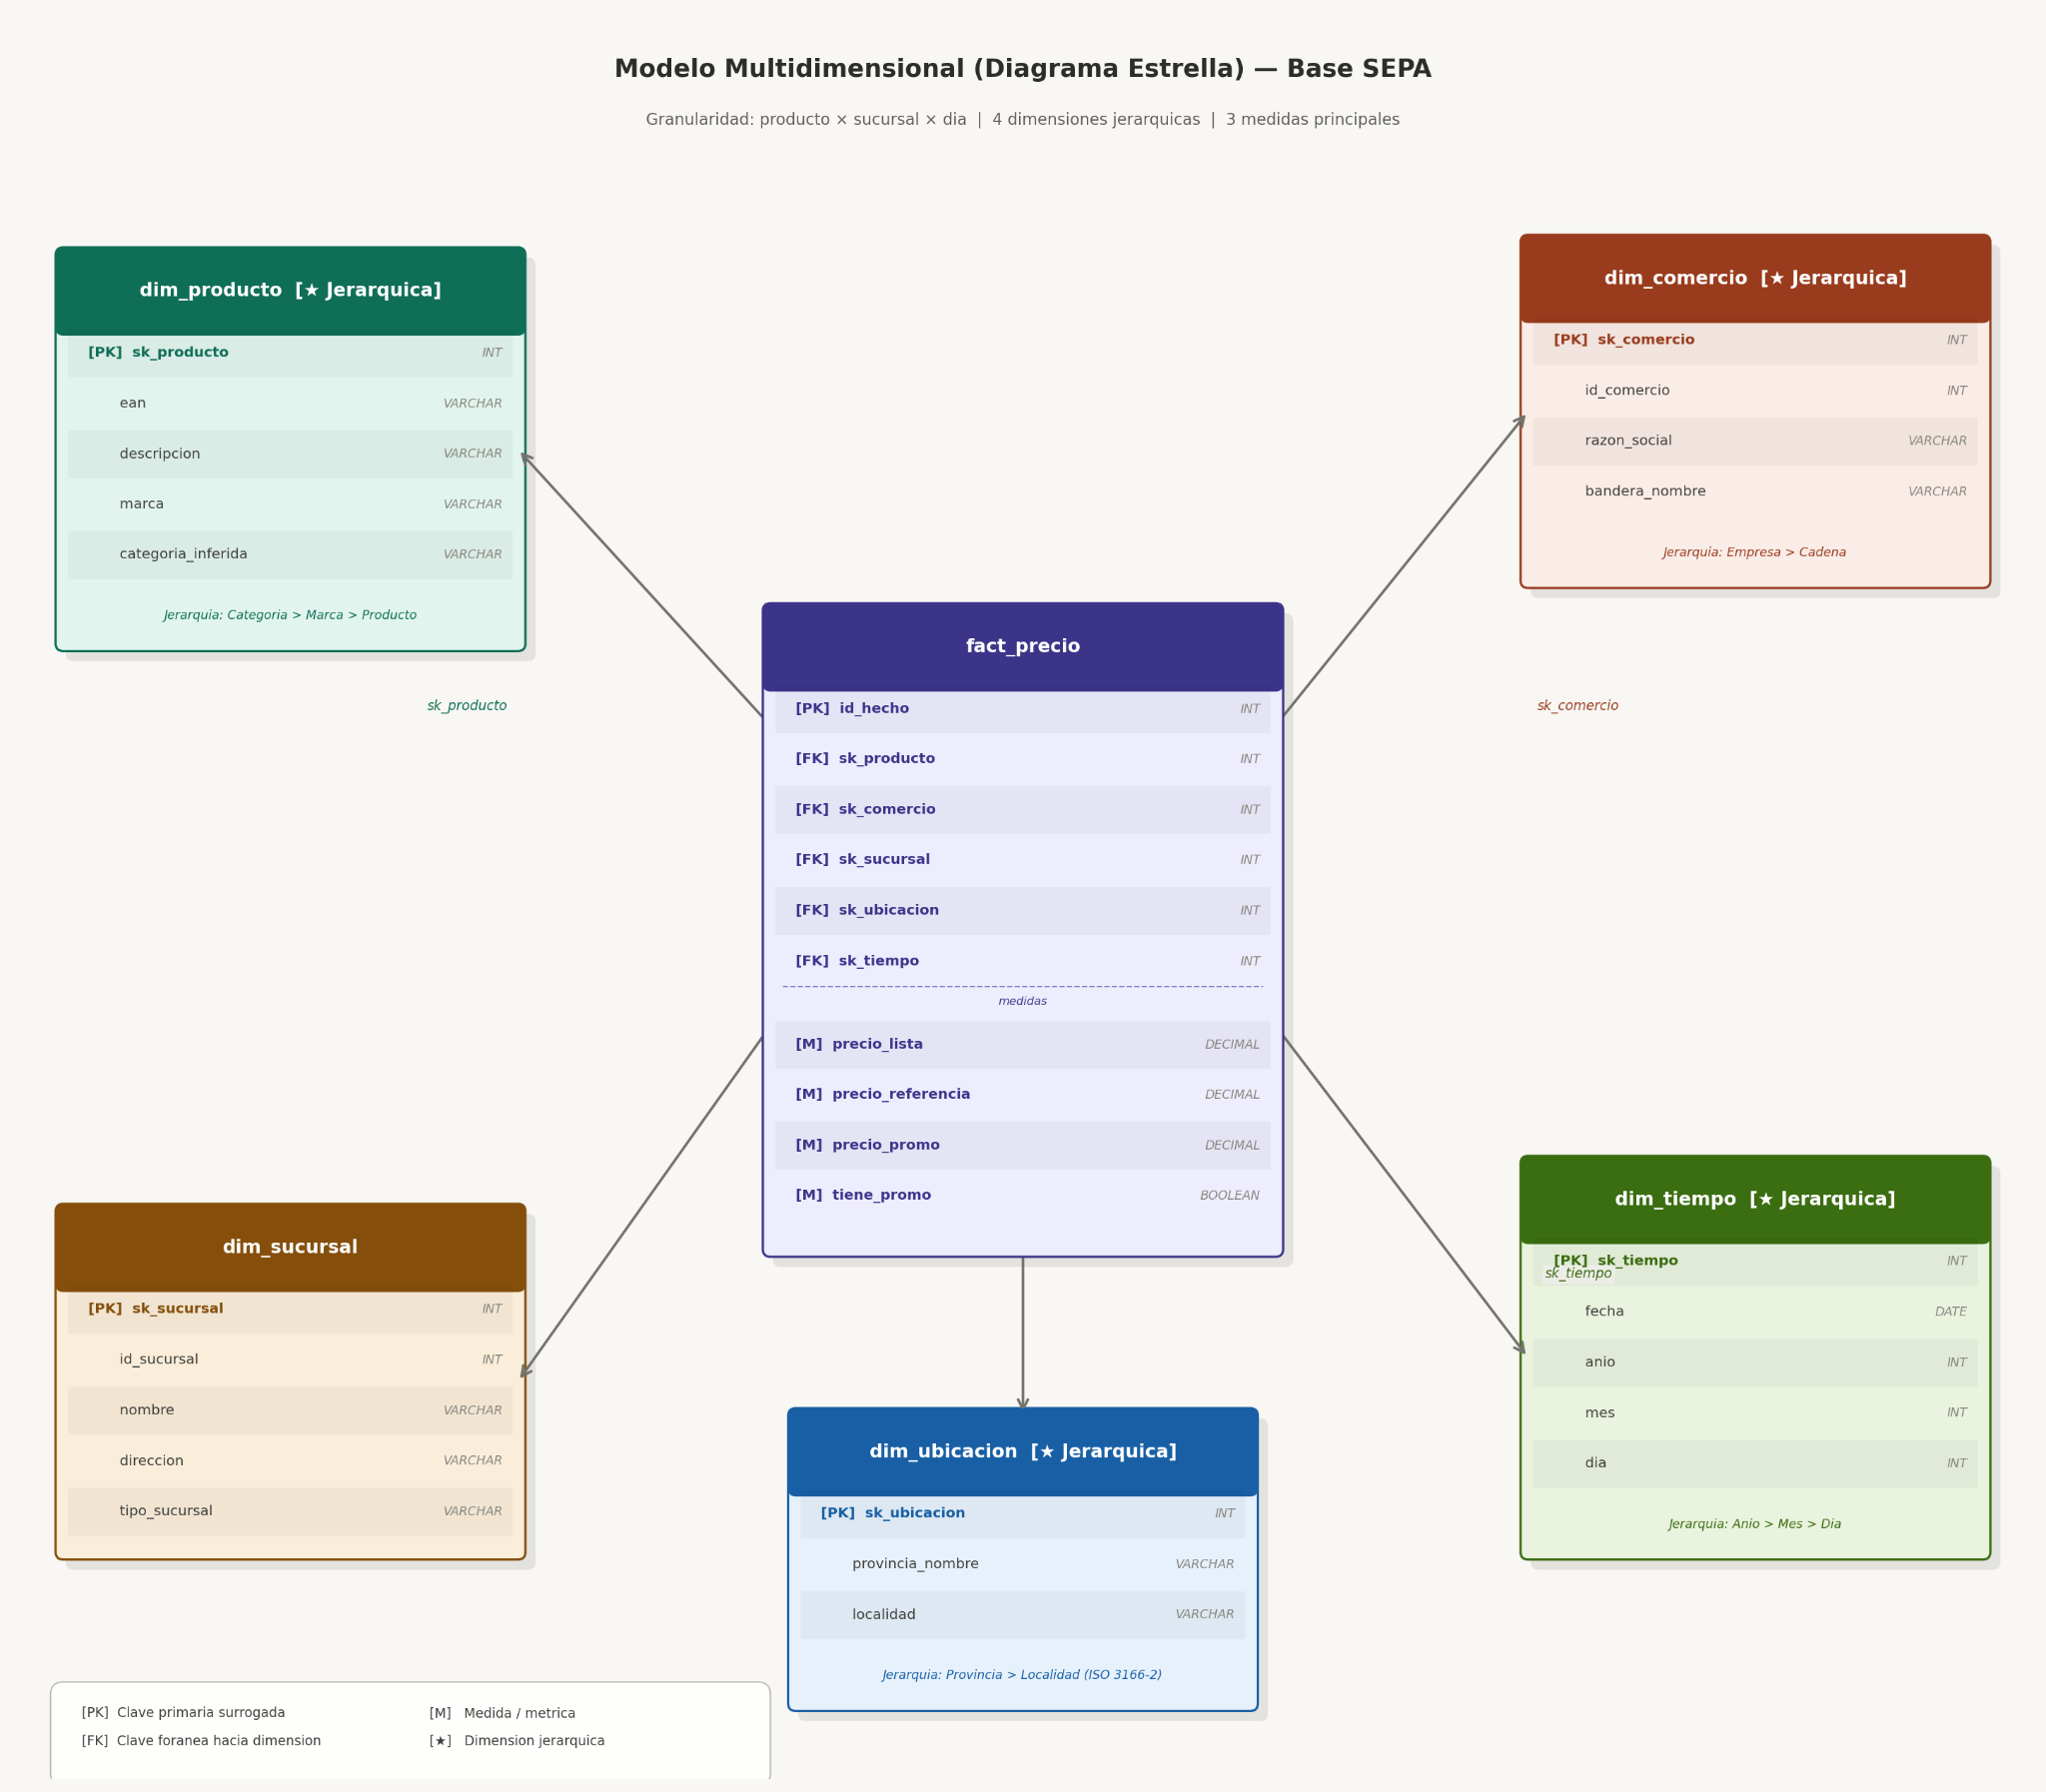 Modelo Multidimensional (Diagrama Estrella) — Base SEPA
Granularidad: producto × sucursal × dia | 4 dimensiones jerarquicas | 3 medidas principales
dim_producto [★ Jerarquica]
[PK] sk_producto INT
ean VARCHAR
descripcion VARCHAR
marca VARCHAR
categoria_inferida VARCHAR
Jerarquia: Categoria > Marca > Producto
sk_producto
dim_comercio [★ Jerarquica]
[PK] sk_comercio INT
id_comercio INT
razon_social VARCHAR
bandera_nombre VARCHAR
Jerarquia: Empresa > Cadena
sk_comercio
fact_precio
[PK] id_hecho INT
[FK] sk_producto INT
[FK] sk_comercio INT
[FK] sk_sucursal INT
[FK] sk_ubicacion INT
[FK] sk_tiempo INT
medidas
[M] precio_lista DECIMAL
[M] precio_referencia DECIMAL
[M] precio_promo DECIMAL
[M] tiene_promo BOOLEAN
dim_sucursal
[PK] sk_sucursal INT
id_sucursal INT
nombre VARCHAR
direccion VARCHAR
tipo_sucursal VARCHAR
dim_tiempo [★ Jerarquica]
[PK] sk_tiempo INT
sk_tiempo
fecha DATE
anio INT
mes INT
dia INT
Jerarquia: Anio > Mes > Dia
dim_ubicacion [★ Jerarquica]
[PK] sk_ubicacion INT
provincia_nombre VARCHAR
localidad VARCHAR
Jerarquia: Provincia > Localidad (ISO 3166-2)
[PK] Clave primaria surrogada
[FK] Clave foranea hacia dimension
[M] Medida / metrica
[★] Dimension jerarquica